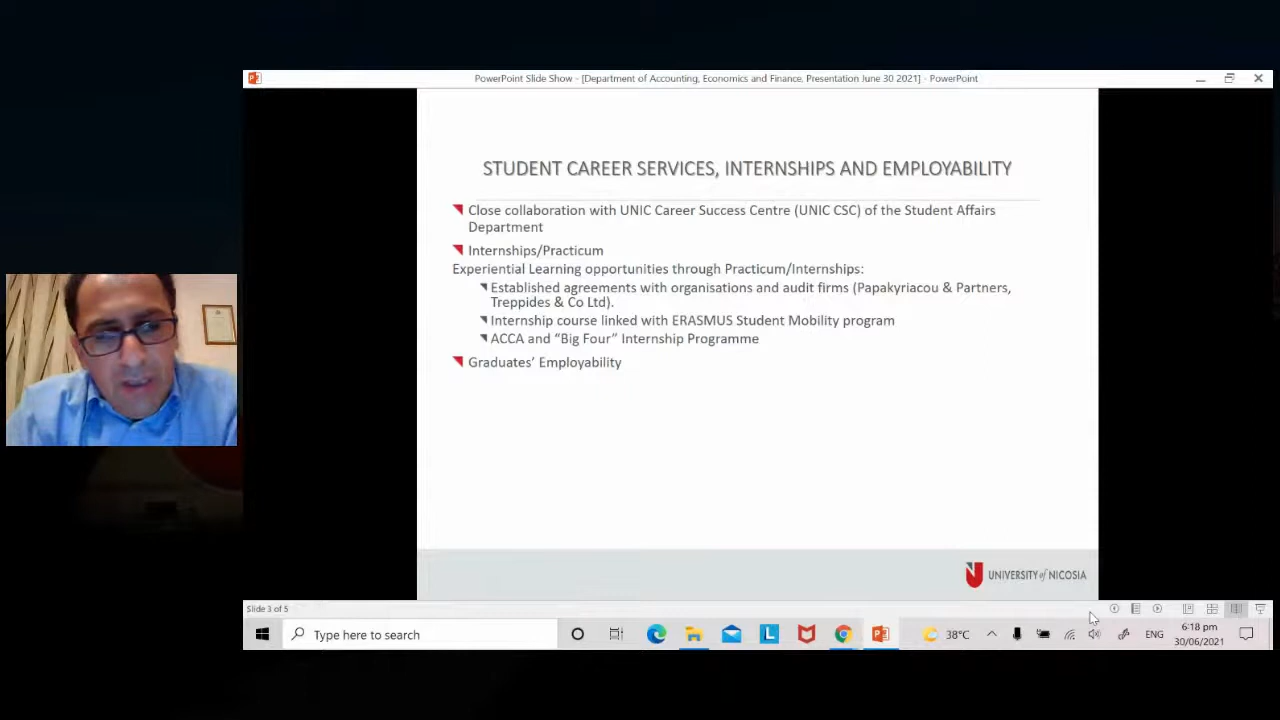 PowerPoint Slide Show - [Department of Accounting, Economics and Finance, Presentation June 30 2021] - PowerPoint
STUDENT CAREER SERVICES, INTERNSHIPS AND EMPLOYABILITY
Close collaboration with UNIC Career Success Centre (UNIC CSC) of the Student Affairs
Department
Internships/Practicum
Experiential Learning opportunities through Practicum/Internships:
Established agreements with organisations and audit firms (Papakyriacou & Partners,
Treppides & Co Ltd).
Internship course linked with ERASMUS Student Mobility program
ACCA and “Big Four” Internship Programme
Graduates’ Employability
UNIVERSITY of NICOSIA
Slide 3 of 5
Type here to search
L
38°C
ENG
6:18 pm
30/06/2021